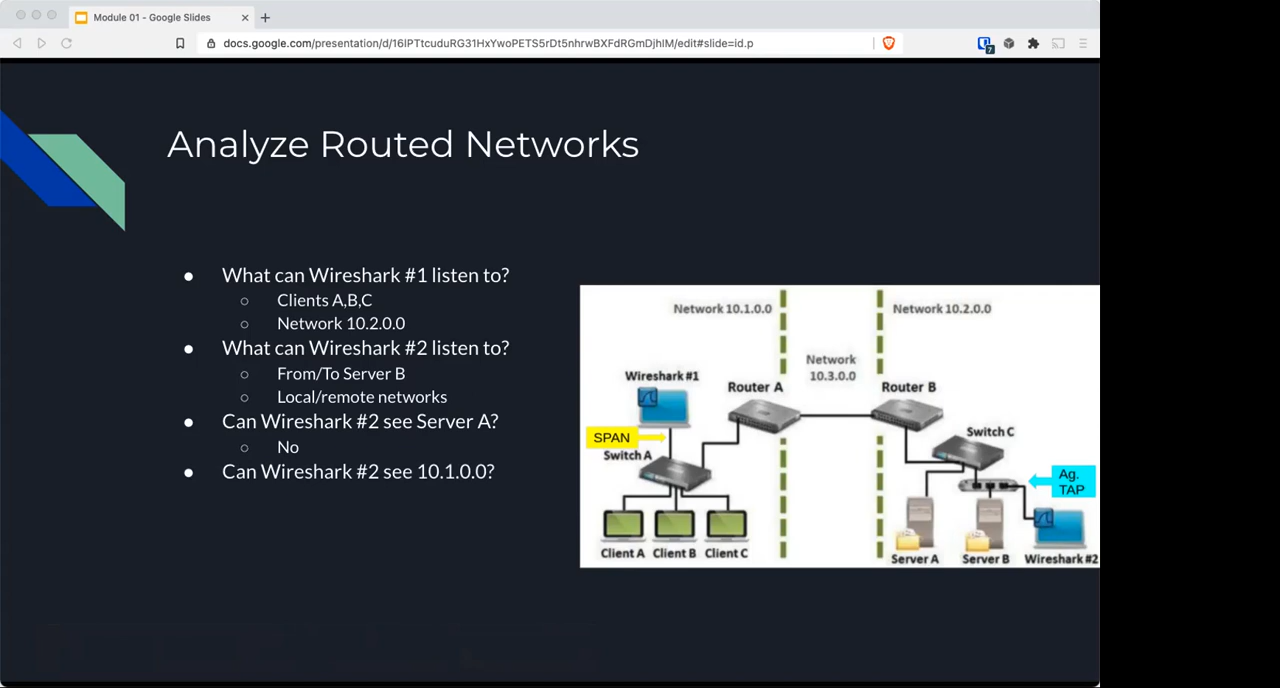 Module 01 - Google Slides
docs.google.com/presentation/d/16lPTtcuduRG31HxYwoPETS5rDt5nhrwBXFdRGmDjhIM/edit#slide=id.p
7
Analyze Routed Networks
What can Wireshark #1 listen to?
Clients A,B,C
Network 10.2.0.0
What can Wireshark #2 listen to?
From/To Server B
Local/remote networks
Can Wireshark #2 see Server A?
No
Can Wireshark #2 see 10.1.0.0?
Network 10.1.0.0
Network 10.2.0.0
Network
10.3.0.0
Wireshark #1
Router A
Router B
SPAN
Switch A
Switch C
Ag.
TAP
Client A
Client B
Client C
Server A
Server B
Wireshark #2